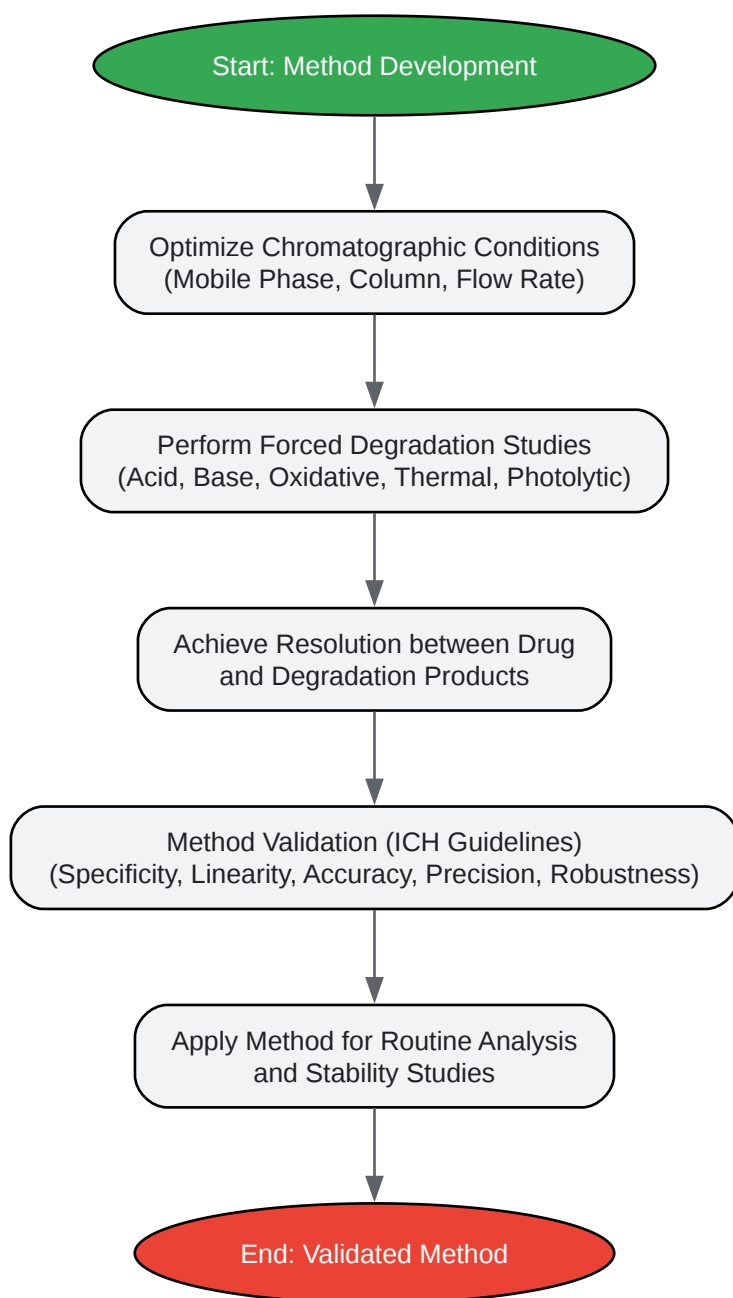 Start: Method Development
Optimize Chromatographic Conditions
(Mobile Phase, Column, Flow Rate)
Perform Forced Degradation Studies
(Acid, Base, Oxidative, Thermal, Photolytic)
Achieve Resolution between Drug
and Degradation Products
Method Validation (ICH Guidelines)
(Specificity, Linearity, Accuracy, Precision, Robustness)
Apply Method for Routine Analysis
and Stability Studies
End: Validated Method